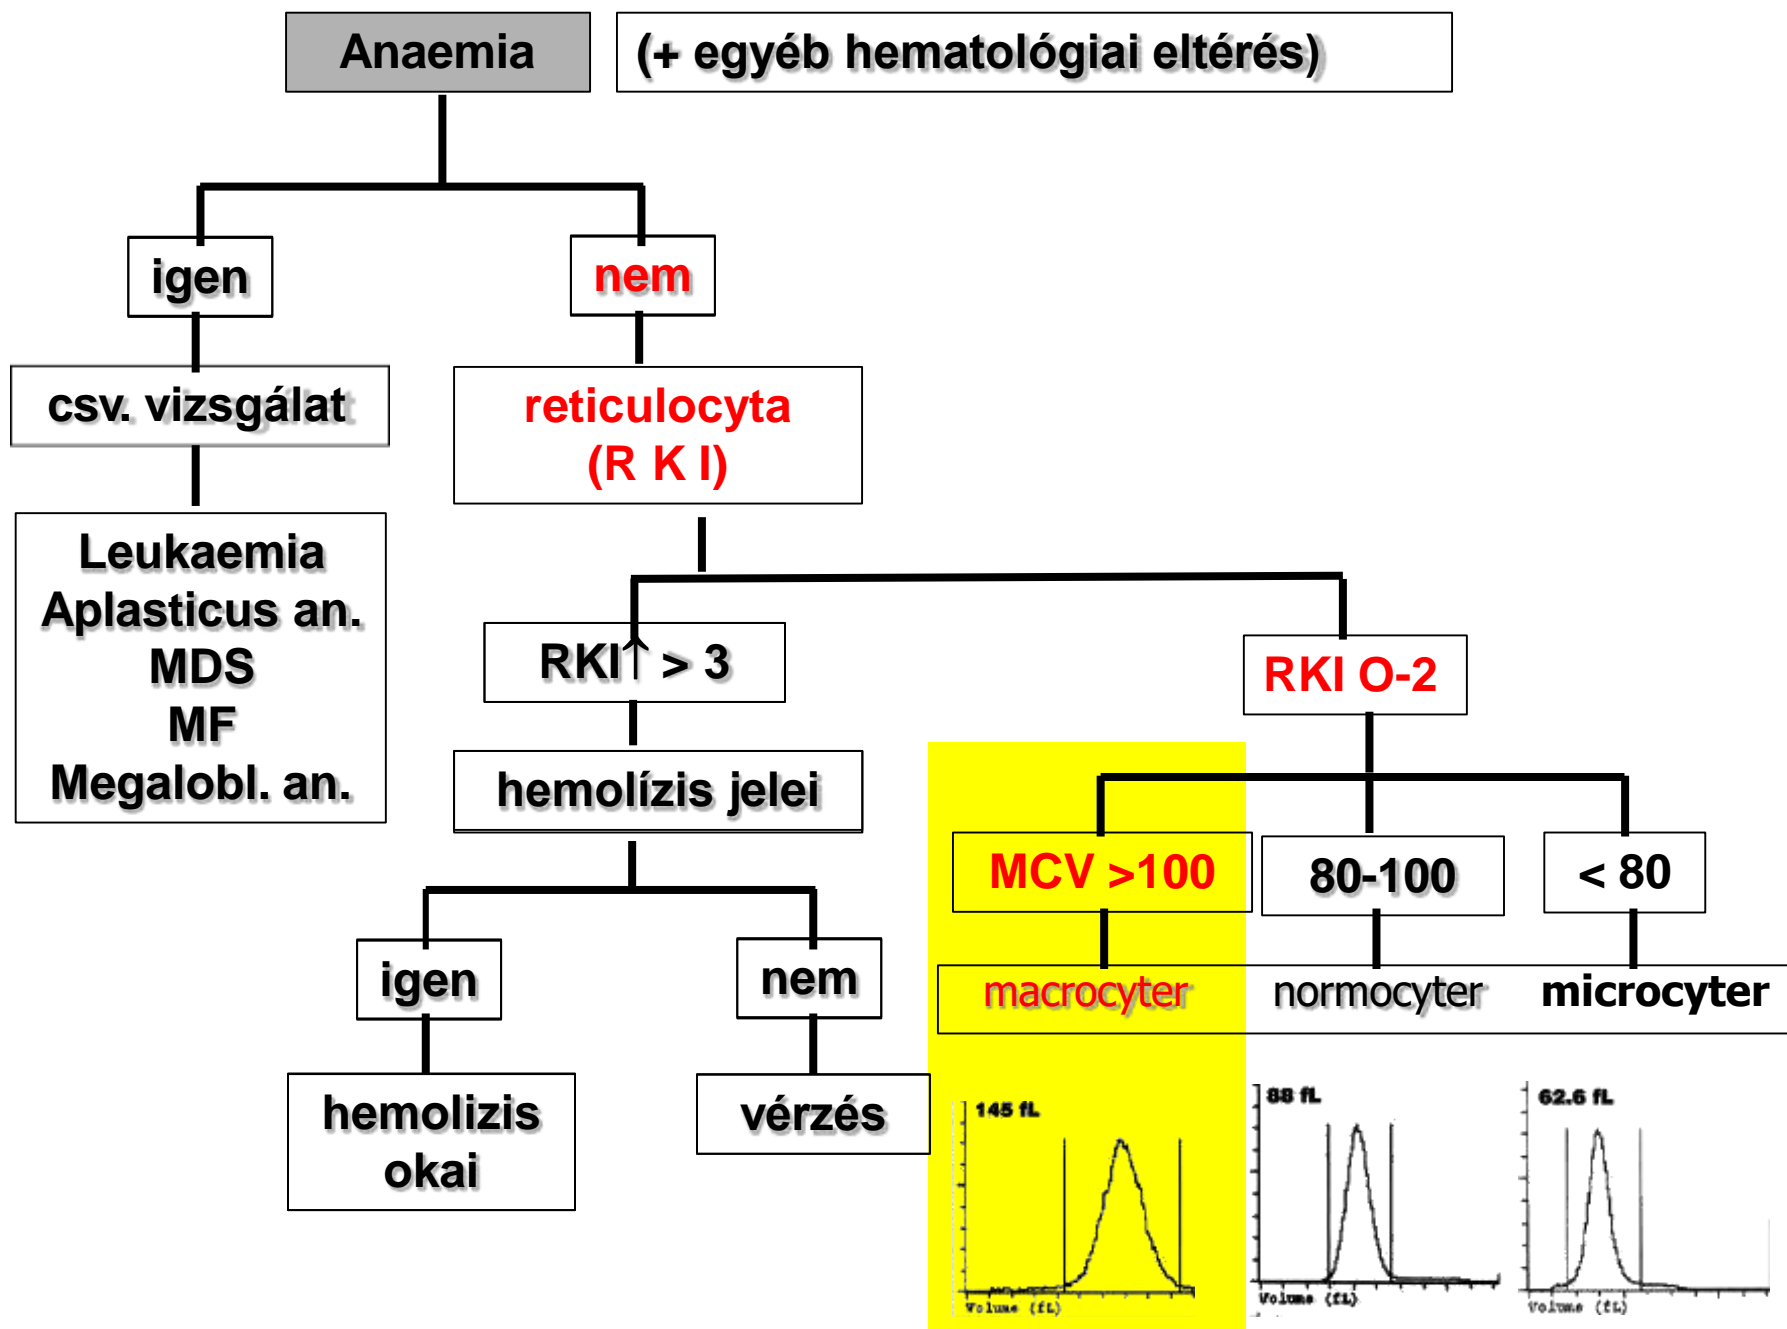 Anaemia
(+ egyéb hematológiai eltérés)
igen
nem
csv. vizsgálat
reticulocyta
(R K I)
Leukaemia
Aplasticus an.
MDS
MF
Megalobl. an.
RKI↑ > 3
RKI O-2
hemolízis jelei
MCV >100
80-100
< 80
igen
nem
macrocyter
normocyter
microcyter
hemolizis
okai
vérzés
145 fL
88 fL
62.6 fL
Volume (fL)
Volume (fL)
Volume (fL)